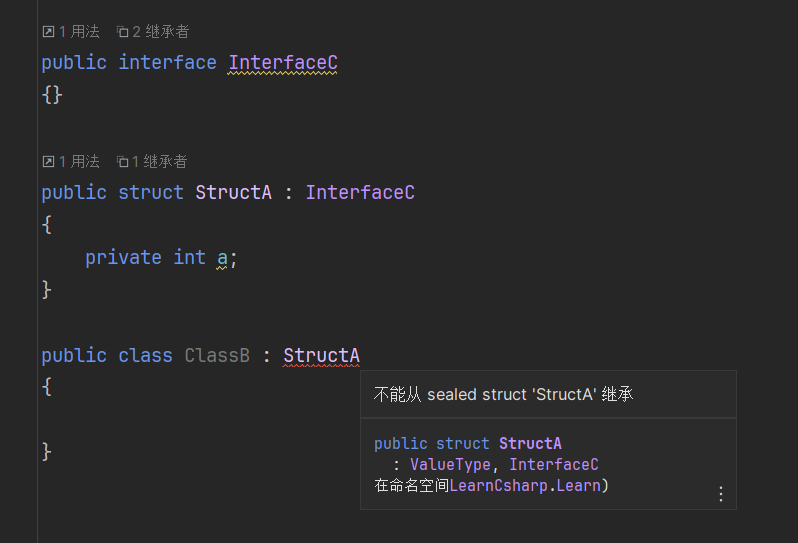 1 用法 2 继承者
public interface InterfaceC
{}
1 用法 1 继承者
public struct StructA : InterfaceC
{
private int a;
}
public class ClassB : StructA
{
不能从 sealed struct 'StructA' 继承
public struct StructA
: ValueType, InterfaceC
在命名空间LearnCsharp.Learn)
}